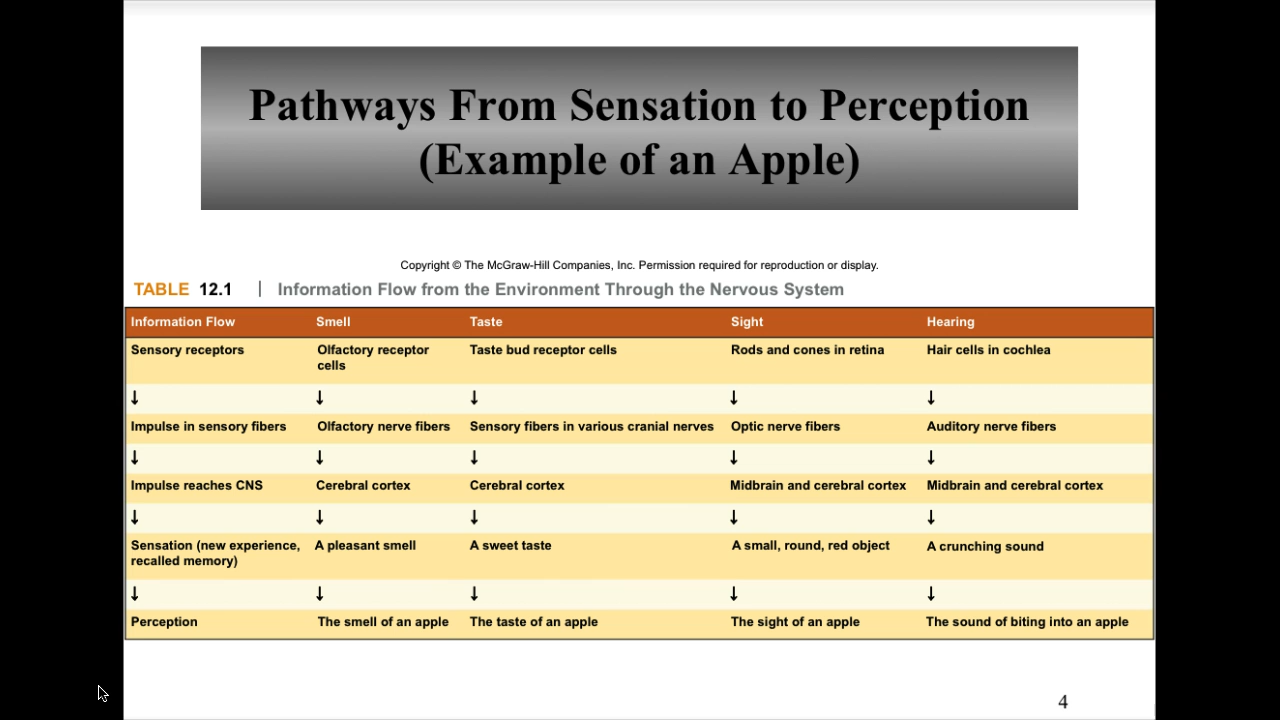 Pathways From Sensation to Perception
(Example of an Apple)
Copyright © The McGraw-Hill Companies, Inc. Permission required for reproduction or display.
TABLE 12.1 | Information Flow from the Environment Through the Nervous System
Information Flow Smell Taste Sight Hearing
Sensory receptors Olfactory receptor Taste bud receptor cells Rods and cones in retina Hair cells in cochlea
cells
↓ ↓ ↓ ↓ ↓
Impulse in sensory fibers Olfactory nerve fibers Sensory fibers in various cranial nerves Optic nerve fibers Auditory nerve fibers
↓ ↓ ↓ ↓ ↓
Impulse reaches CNS Cerebral cortex Cerebral cortex Midbrain and cerebral cortex Midbrain and cerebral cortex
↓ ↓ ↓ ↓ ↓
Sensation (new experience, A pleasant smell A sweet taste A small, round, red object A crunching sound
recalled memory)
↓ ↓ ↓ ↓ ↓
Perception The smell of an apple The taste of an apple The sight of an apple The sound of biting into an apple
4